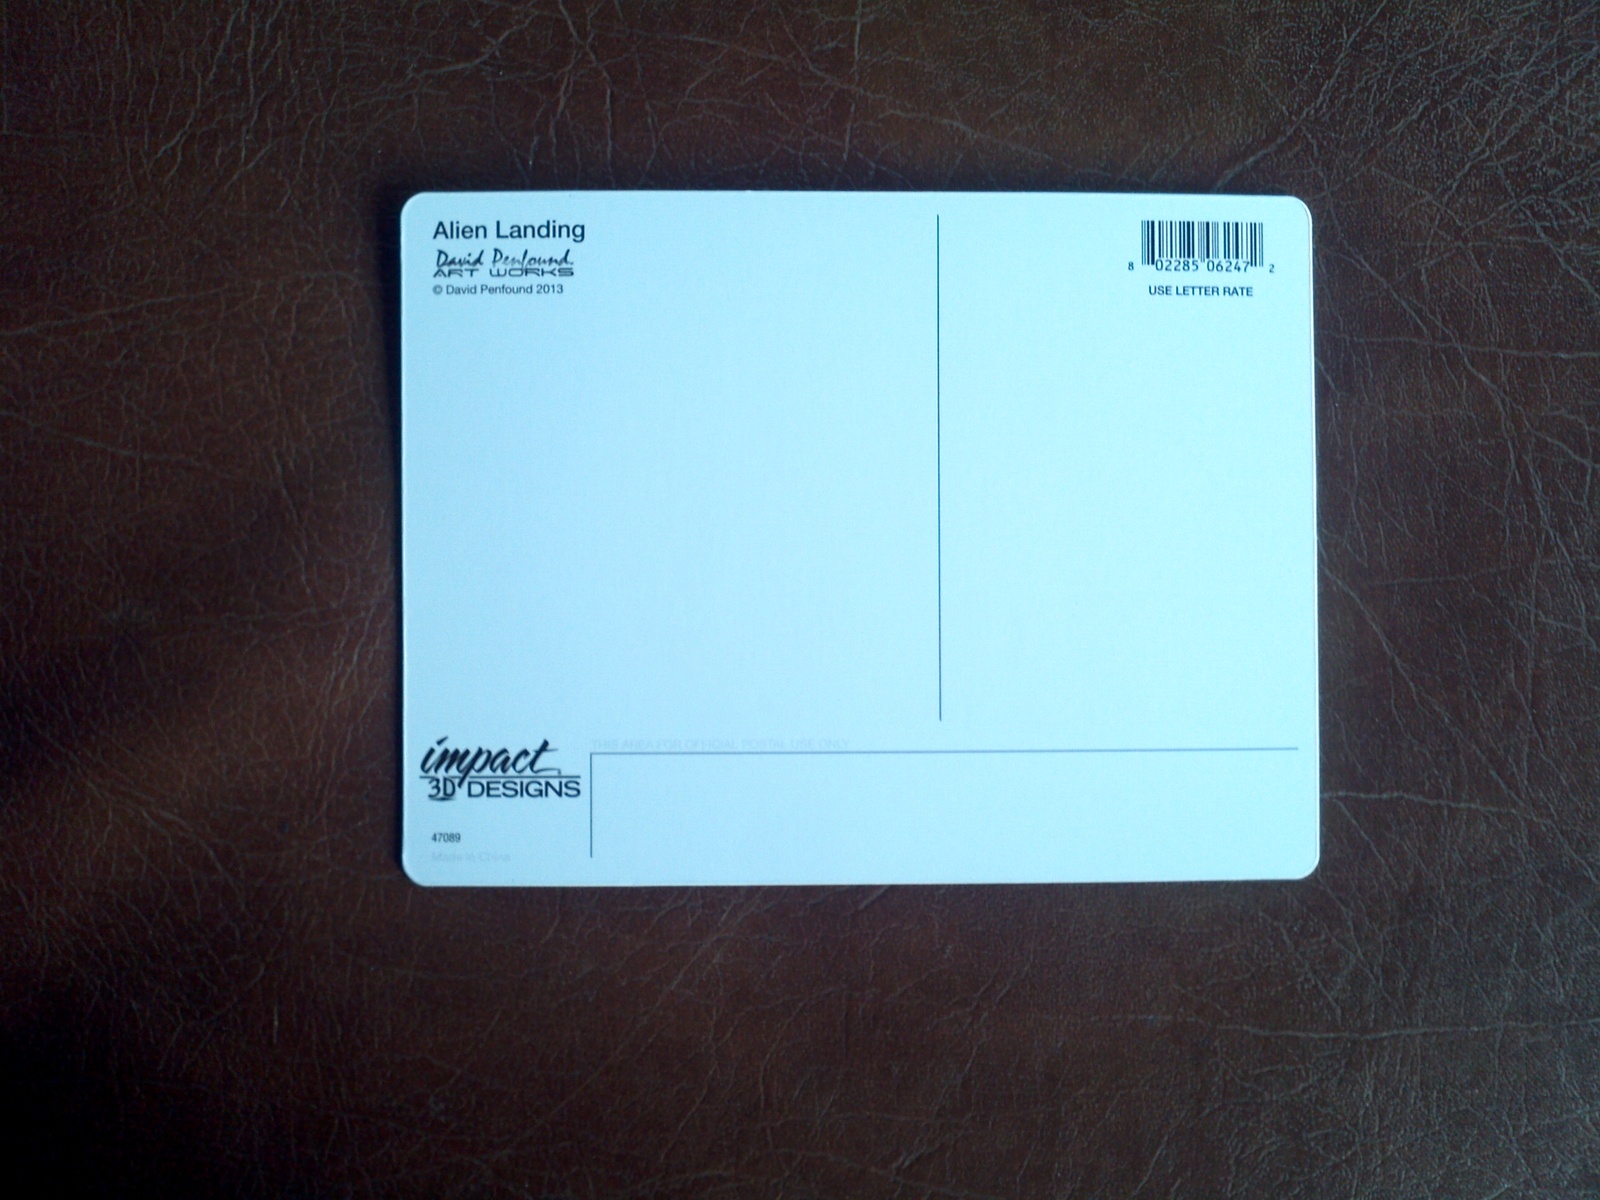 Alien Landing
David Penfound
ART WORKS
© David Penfound 2013
8 02285 06247 2
USE LETTER RATE
THIS AREA FOR OFFICIAL POSTAL USE ONLY
impact
3D DESIGNS
47089
Made in China